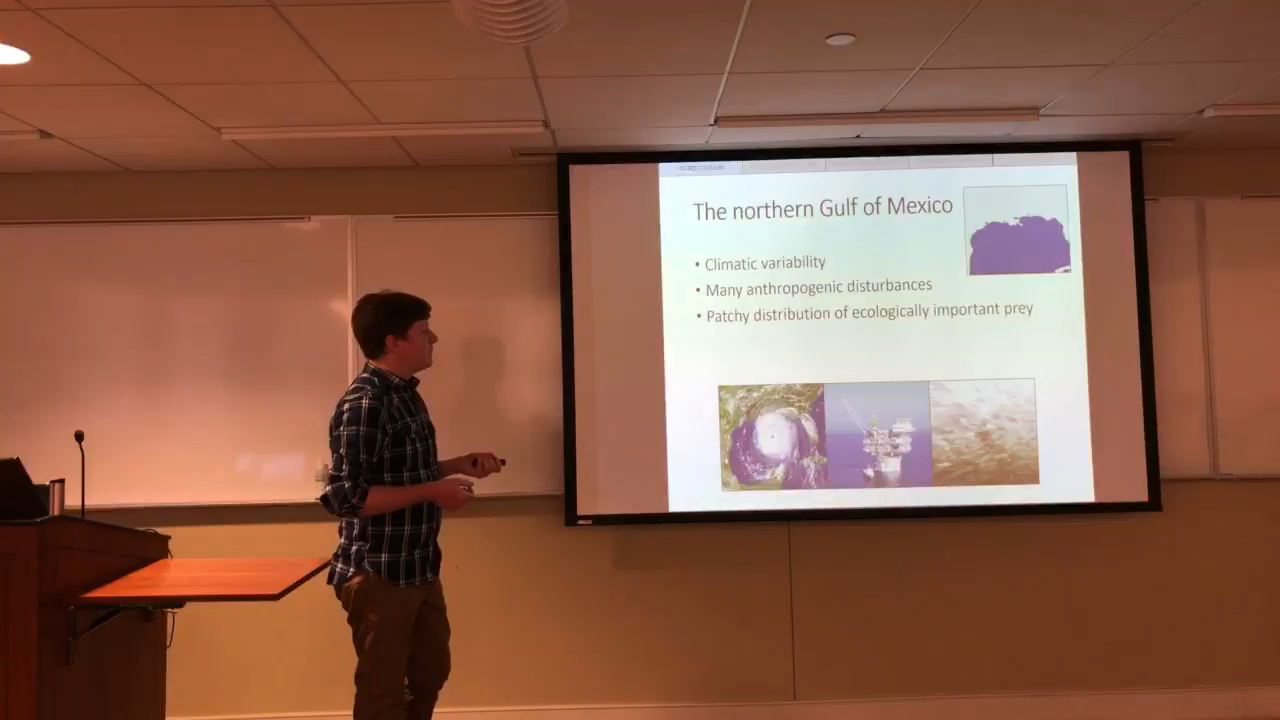 The northern Gulf of Mexico
• Climatic variability
• Many anthropogenic disturbances
• Patchy distribution of ecologically important prey